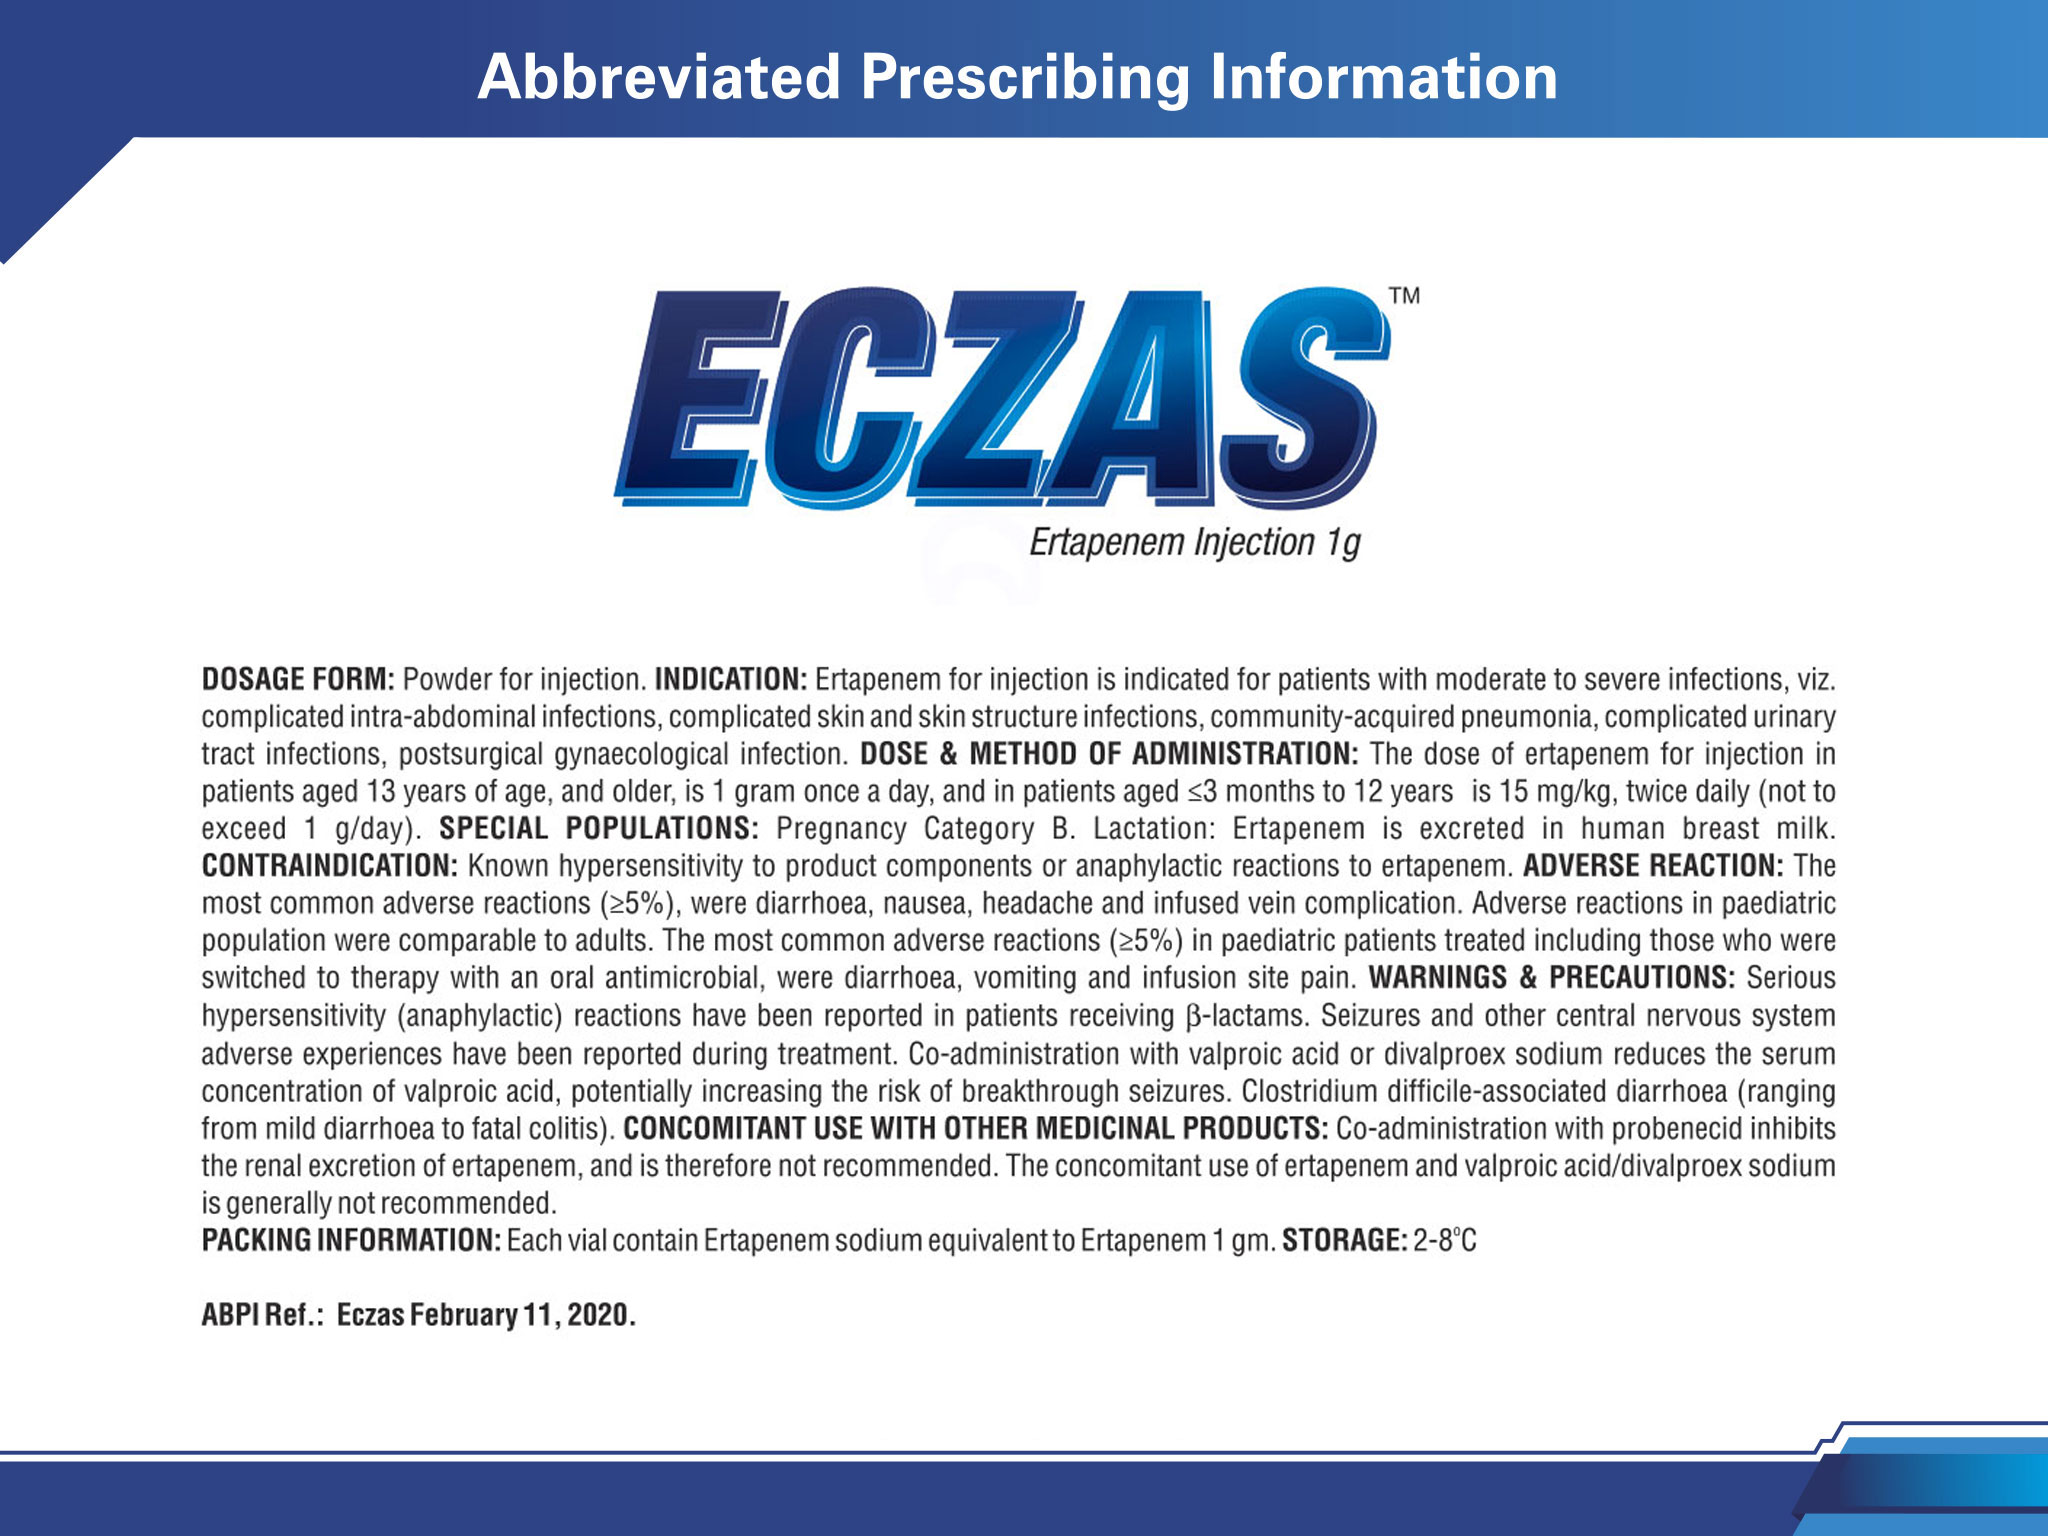 Abbreviated Prescribing Information
ECZAS™
Ertapenem Injection 1g
DOSAGE FORM: Powder for injection. INDICATION: Ertapenem for injection is indicated for patients with moderate to severe infections, viz.
complicated intra-abdominal infections, complicated skin and skin structure infections, community-acquired pneumonia, complicated urinary
tract infections, postsurgical gynaecological infection. DOSE & METHOD OF ADMINISTRATION: The dose of ertapenem for injection in
patients aged 13 years of age, and older, is 1 gram once a day, and in patients aged ≤3 months to 12 years is 15 mg/kg, twice daily (not to
exceed 1 g/day). SPECIAL POPULATIONS: Pregnancy Category B. Lactation: Ertapenem is excreted in human breast milk.
CONTRAINDICATION: Known hypersensitivity to product components or anaphylactic reactions to ertapenem. ADVERSE REACTION: The
most common adverse reactions (≥5%), were diarrhoea, nausea, headache and infused vein complication. Adverse reactions in paediatric
population were comparable to adults. The most common adverse reactions (≥5%) in paediatric patients treated including those who were
switched to therapy with an oral antimicrobial, were diarrhoea, vomiting and infusion site pain. WARNINGS & PRECAUTIONS: Serious
hypersensitivity (anaphylactic) reactions have been reported in patients receiving β-lactams. Seizures and other central nervous system
adverse experiences have been reported during treatment. Co-administration with valproic acid or divalproex sodium reduces the serum
concentration of valproic acid, potentially increasing the risk of breakthrough seizures. Clostridium difficile-associated diarrhoea (ranging
from mild diarrhoea to fatal colitis). CONCOMITANT USE WITH OTHER MEDICINAL PRODUCTS: Co-administration with probenecid inhibits
the renal excretion of ertapenem, and is therefore not recommended. The concomitant use of ertapenem and valproic acid/divalproex sodium
is generally not recommended.
PACKING INFORMATION: Each vial contain Ertapenem sodium equivalent to Ertapenem 1 gm. STORAGE: 2-8⁰C
ABPI Ref.: Eczas February 11, 2020.